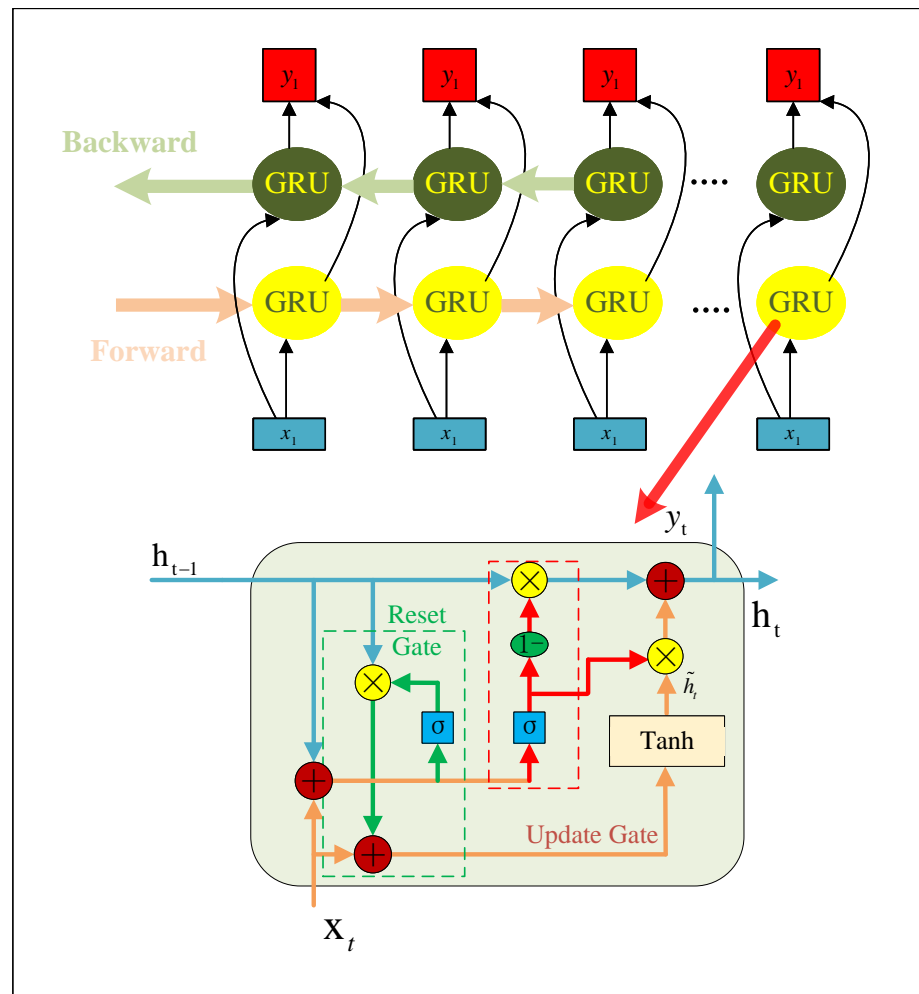 y₁ y₁ y₁ y₁
Backward
GRU GRU GRU .... GRU
GRU GRU GRU .... GRU
Forward
x₁ x₁ x₁ x₁
yₜ
hₜ₋₁
×
+
hₜ
Reset
Gate
1−
×
×
h̃ₜ
σ
σ
Tanh
+
Update Gate
+
xₜ